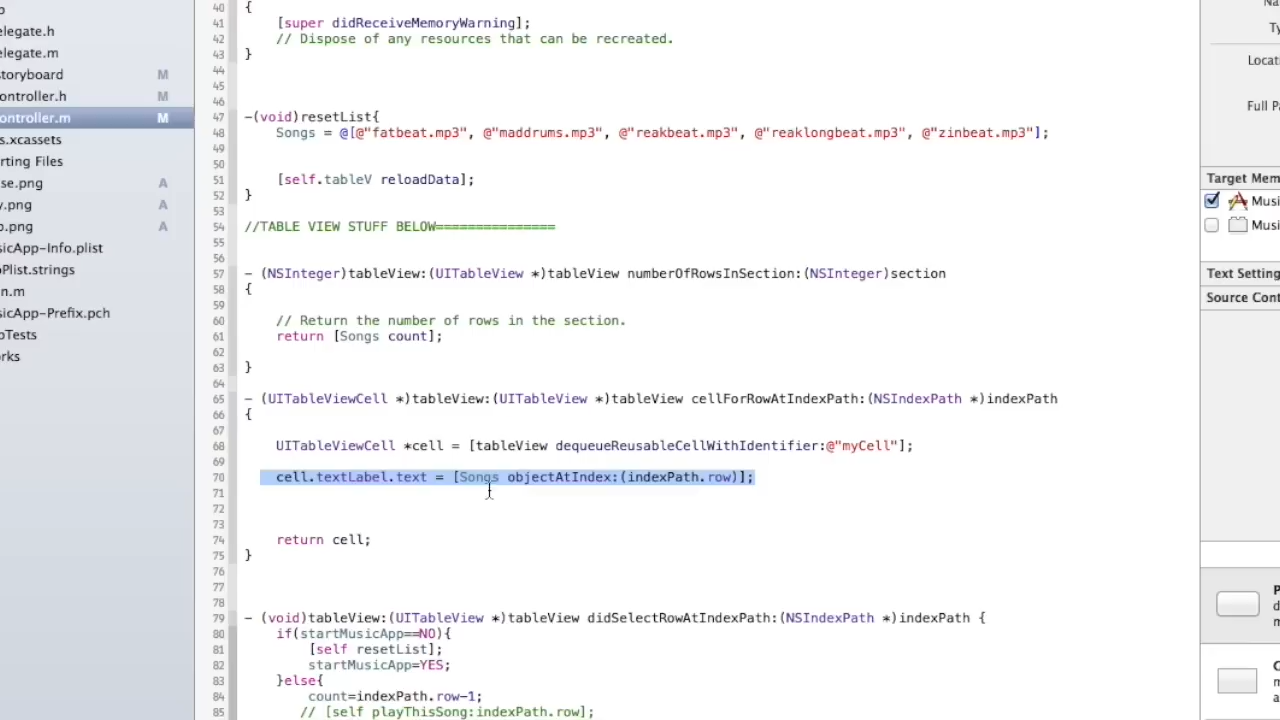 40 {
41 [super didReceiveMemoryWarning];
42 // Dispose of any resources that can be recreated.
43 }
44
45
46
47 -(void)resetList{
48 Songs = @[@"fatbeat.mp3", @"maddrums.mp3", @"reakbeat.mp3", @"reaklongbeat.mp3", @"zinbeat.mp3"];
49
50
51 [self.tableV reloadData];
52 }
53
54 //TABLE VIEW STUFF BELOW===============
55
56
57 - (NSInteger)tableView:(UITableView *)tableView numberOfRowsInSection:(NSInteger)section
58 {
59
60 // Return the number of rows in the section.
61 return [Songs count];
62
63 }
64
65 - (UITableViewCell *)tableView:(UITableView *)tableView cellForRowAtIndexPath:(NSIndexPath *)indexPath
66 {
67
68 UITableViewCell *cell = [tableView dequeueReusableCellWithIdentifier:@"myCell"];
69
70 cell.textLabel.text = [Songs objectAtIndex:(indexPath.row)];
71
72
73
74 return cell;
75 }
76
77
78
79 - (void)tableView:(UITableView *)tableView didSelectRowAtIndexPath:(NSIndexPath *)indexPath {
80 if(startMusicApp==NO){
81 [self resetList];
82 startMusicApp=YES;
83 }else{
84 count=indexPath.row-1;
85 // [self playThisSong:indexPath.row];
elegate.h
elegate.m
toryboard M
ontroller.h M
ontroller.m M
s.xcassets
rting Files
se.png A
y.png A
o.png A
sicApp-Info.plist
oPlist.strings
in.m
sicApp-Prefix.pch
pTests
rks
Na
Ty
Locati
Full Pa
Target Mem
Musi
Musi
Text Setting
Source Cont
P
d
m
C
m
a